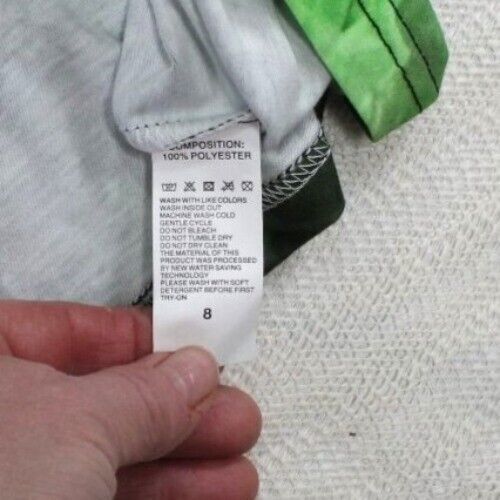 COMPOSITION:
100% POLYESTER
WASH WITH LIKE COLORS
WASH INSIDE OUT
MACHINE WASH COLD
GENTLE CYCLE
DO NOT BLEACH
DO NOT TUMBLE DRY
DO NOT DRY CLEAN
THE MATERIAL OF THIS
PRODUCT WAS PROCESSED
BY NEW WATER SAVING
TECHNOLOGY
PLEASE WASH WITH SOFT
DETERGENT BEFORE FIRST
TRY-ON
8